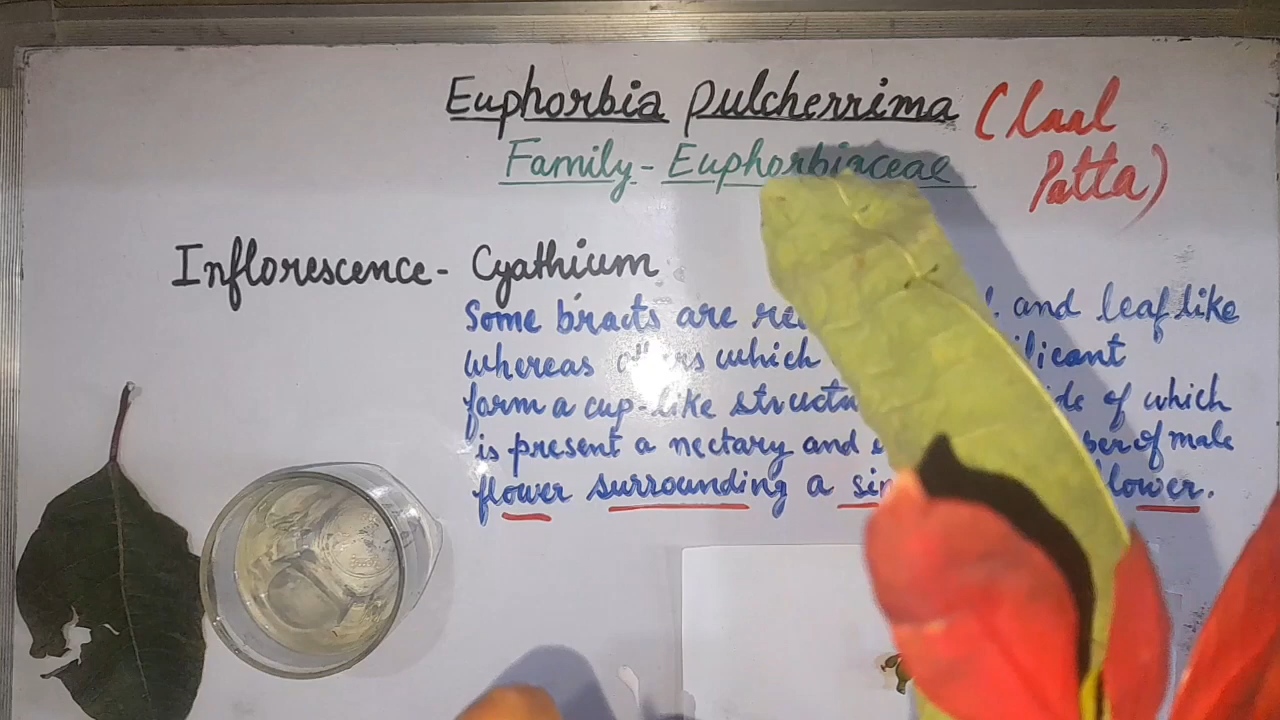 Euphorbia pulcherrima (Laal Patta)
Family - Euphorbiaceae
Inflorescence - Cyathium
Some bracts are and leaf like
whereas others which
form a cup-like of which
is present a nectary and of male
flower surrounding a flower.